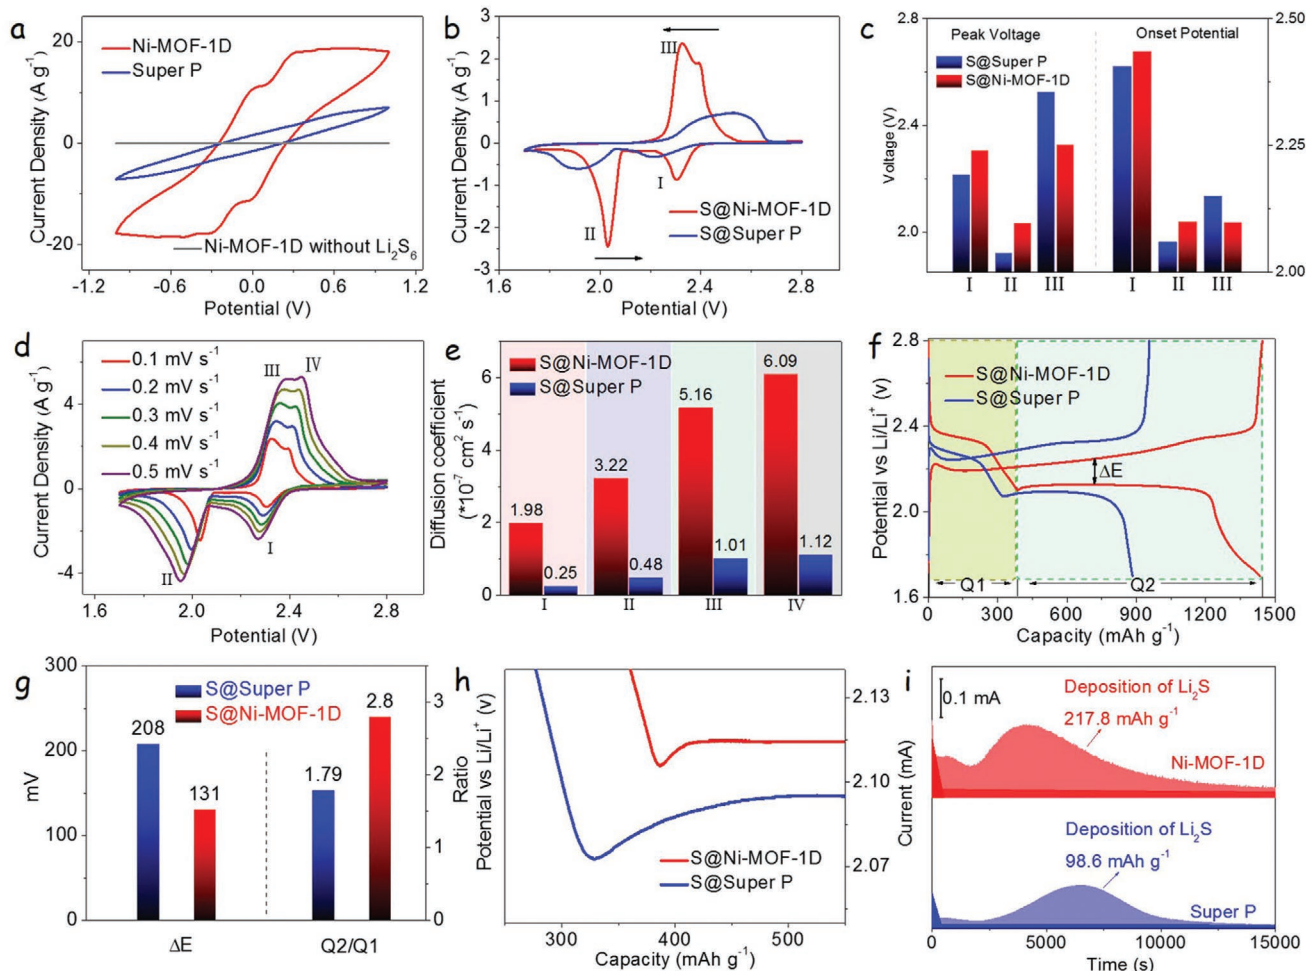 a
Current Density (A g⁻¹)
20
0
-20
Ni-MOF-1D
Super P
Ni-MOF-1D without Li₂S₆
-1.2 -0.6 0.0 0.6 1.2
Potential (V)
b
Current Density (A g⁻¹)
3
2
1
0
-1
-2
-3
III
I
II
S@Ni-MOF-1D
S@Super P
1.6 2.0 2.4 2.8
Potential (V)
c
Voltage (V)
2.8
2.6
2.4
2.2
2.0
Peak Voltage
Onset Potential
S@Super P
S@Ni-MOF-1D
2.50
2.25
2.00
I II III I II III
d
Current Density (A g⁻¹)
8
4
0
-4
0.1 mV s⁻¹
0.2 mV s⁻¹
0.3 mV s⁻¹
0.4 mV s⁻¹
0.5 mV s⁻¹
III IV
I
II
1.6 2.0 2.4 2.8
Potential (V)
e
Diffusion coefficient
(*10⁻⁷ cm² s⁻¹)
6
4
2
0
S@Ni-MOF-1D
S@Super P
1.98
0.25
3.22
0.48
5.16
1.01
6.09
1.12
I II III IV
f
Potential vs Li/Li⁺ (v)
2.8
2.4
2.0
1.6
S@Ni-MOF-1D
S@Super P
ΔE
Q1
Q2
0 300 600 900 1200 1450
Capacity (mAh g⁻¹)
g
mV
300
200
100
0
S@Super P
S@Ni-MOF-1D
208
131
1.79
2.8
Ratio
3
2
1
0
ΔE Q2/Q1
h
Potential vs Li/Li⁺ (v)
S@Ni-MOF-1D
S@Super P
2.13
2.10
2.07
300 400 500
Capacity (mAh g⁻¹)
i
Current (mA)
0.1 mA
Deposition of Li₂S
217.8 mAh g⁻¹
Ni-MOF-1D
Deposition of Li₂S
98.6 mAh g⁻¹
Super P
0 5000 10000 15000
Time (s)